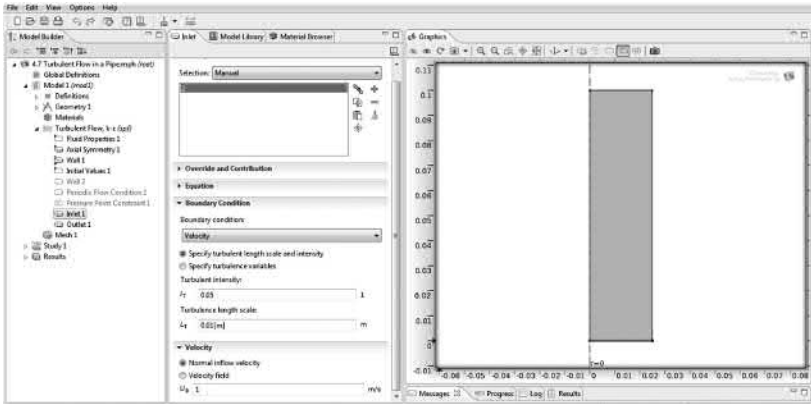 File Edit View Options Help
Model Builder
4.7 Turbulent Flow in a Pipe.mph (root)
Global Definitions
Model 1 (mod1)
Definitions
Geometry 1
Materials
Turbulent Flow, k-ε (spf)
Fluid Properties 1
Axial Symmetry 1
Wall 1
Initial Values 1
Wall 2
Periodic Flow Condition 1
Pressure Point Constraint 1
Inlet 1
Outlet 1
Mesh 1
Study 1
Results
Inlet Model Library Material Browser
Selection: Manual
Override and Contribution
Equation
Boundary Condition
Boundary condition:
Velocity
Specify turbulent length scale and intensity
Specify turbulence variables
Turbulent intensity:
IT 0.05 1
Turbulence length scale:
LT 0.01[m] m
Velocity
Normal inflow velocity
Velocity field
U0 1 m/s
Graphics
0.11
0.1
0.09
0.08
0.07
0.06
0.05
0.04
0.03
0.02
0.01
0
-0.01
r=0
-0.06 -0.05 -0.04 -0.03 -0.02 -0.01 0 0.01 0.02 0.03 0.04 0.05 0.06 0.07 0.08
Messages Progress Log Results